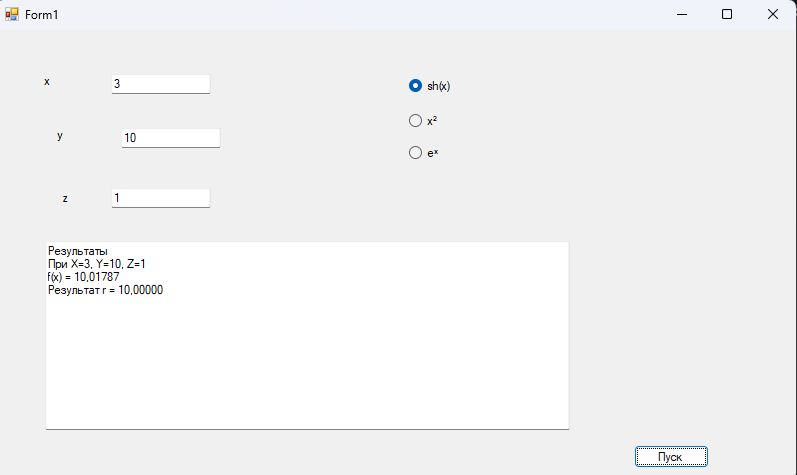 Form1
x
3
sh(x)
x²
y
10
eˣ
z
1
Результаты
При X=3, Y=10, Z=1
f(x) = 10,01787
Результат r = 10,00000
Пуск